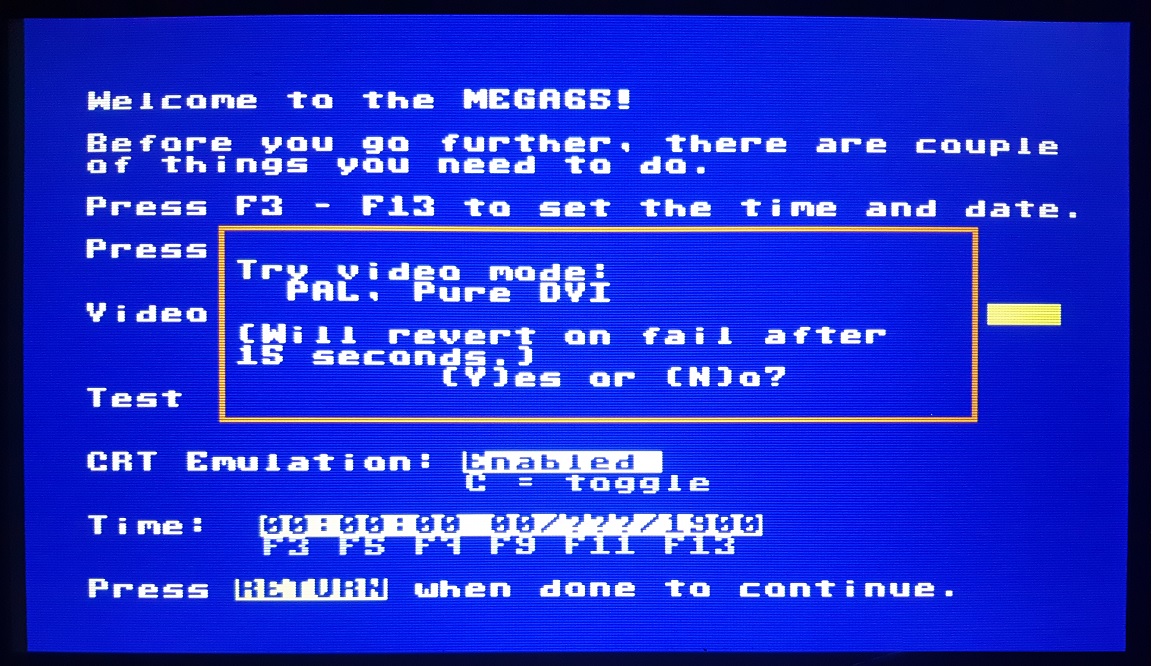 Welcome to the MEGA65!
Before you go further, there are couple
of things you need to do.
Press F3 - F13 to set the time and date.
Press
Try video mode:
PAL, Pure DVI
Video
(Will revert on fail after
15 seconds.)
(Y)es or (N)o?
Test
CRT Emulation: Enabled
C = toggle
Time: 00:00:00 00/???/1900
F3 F5 F7 F9 F11 F13
Press RETURN when done to continue.